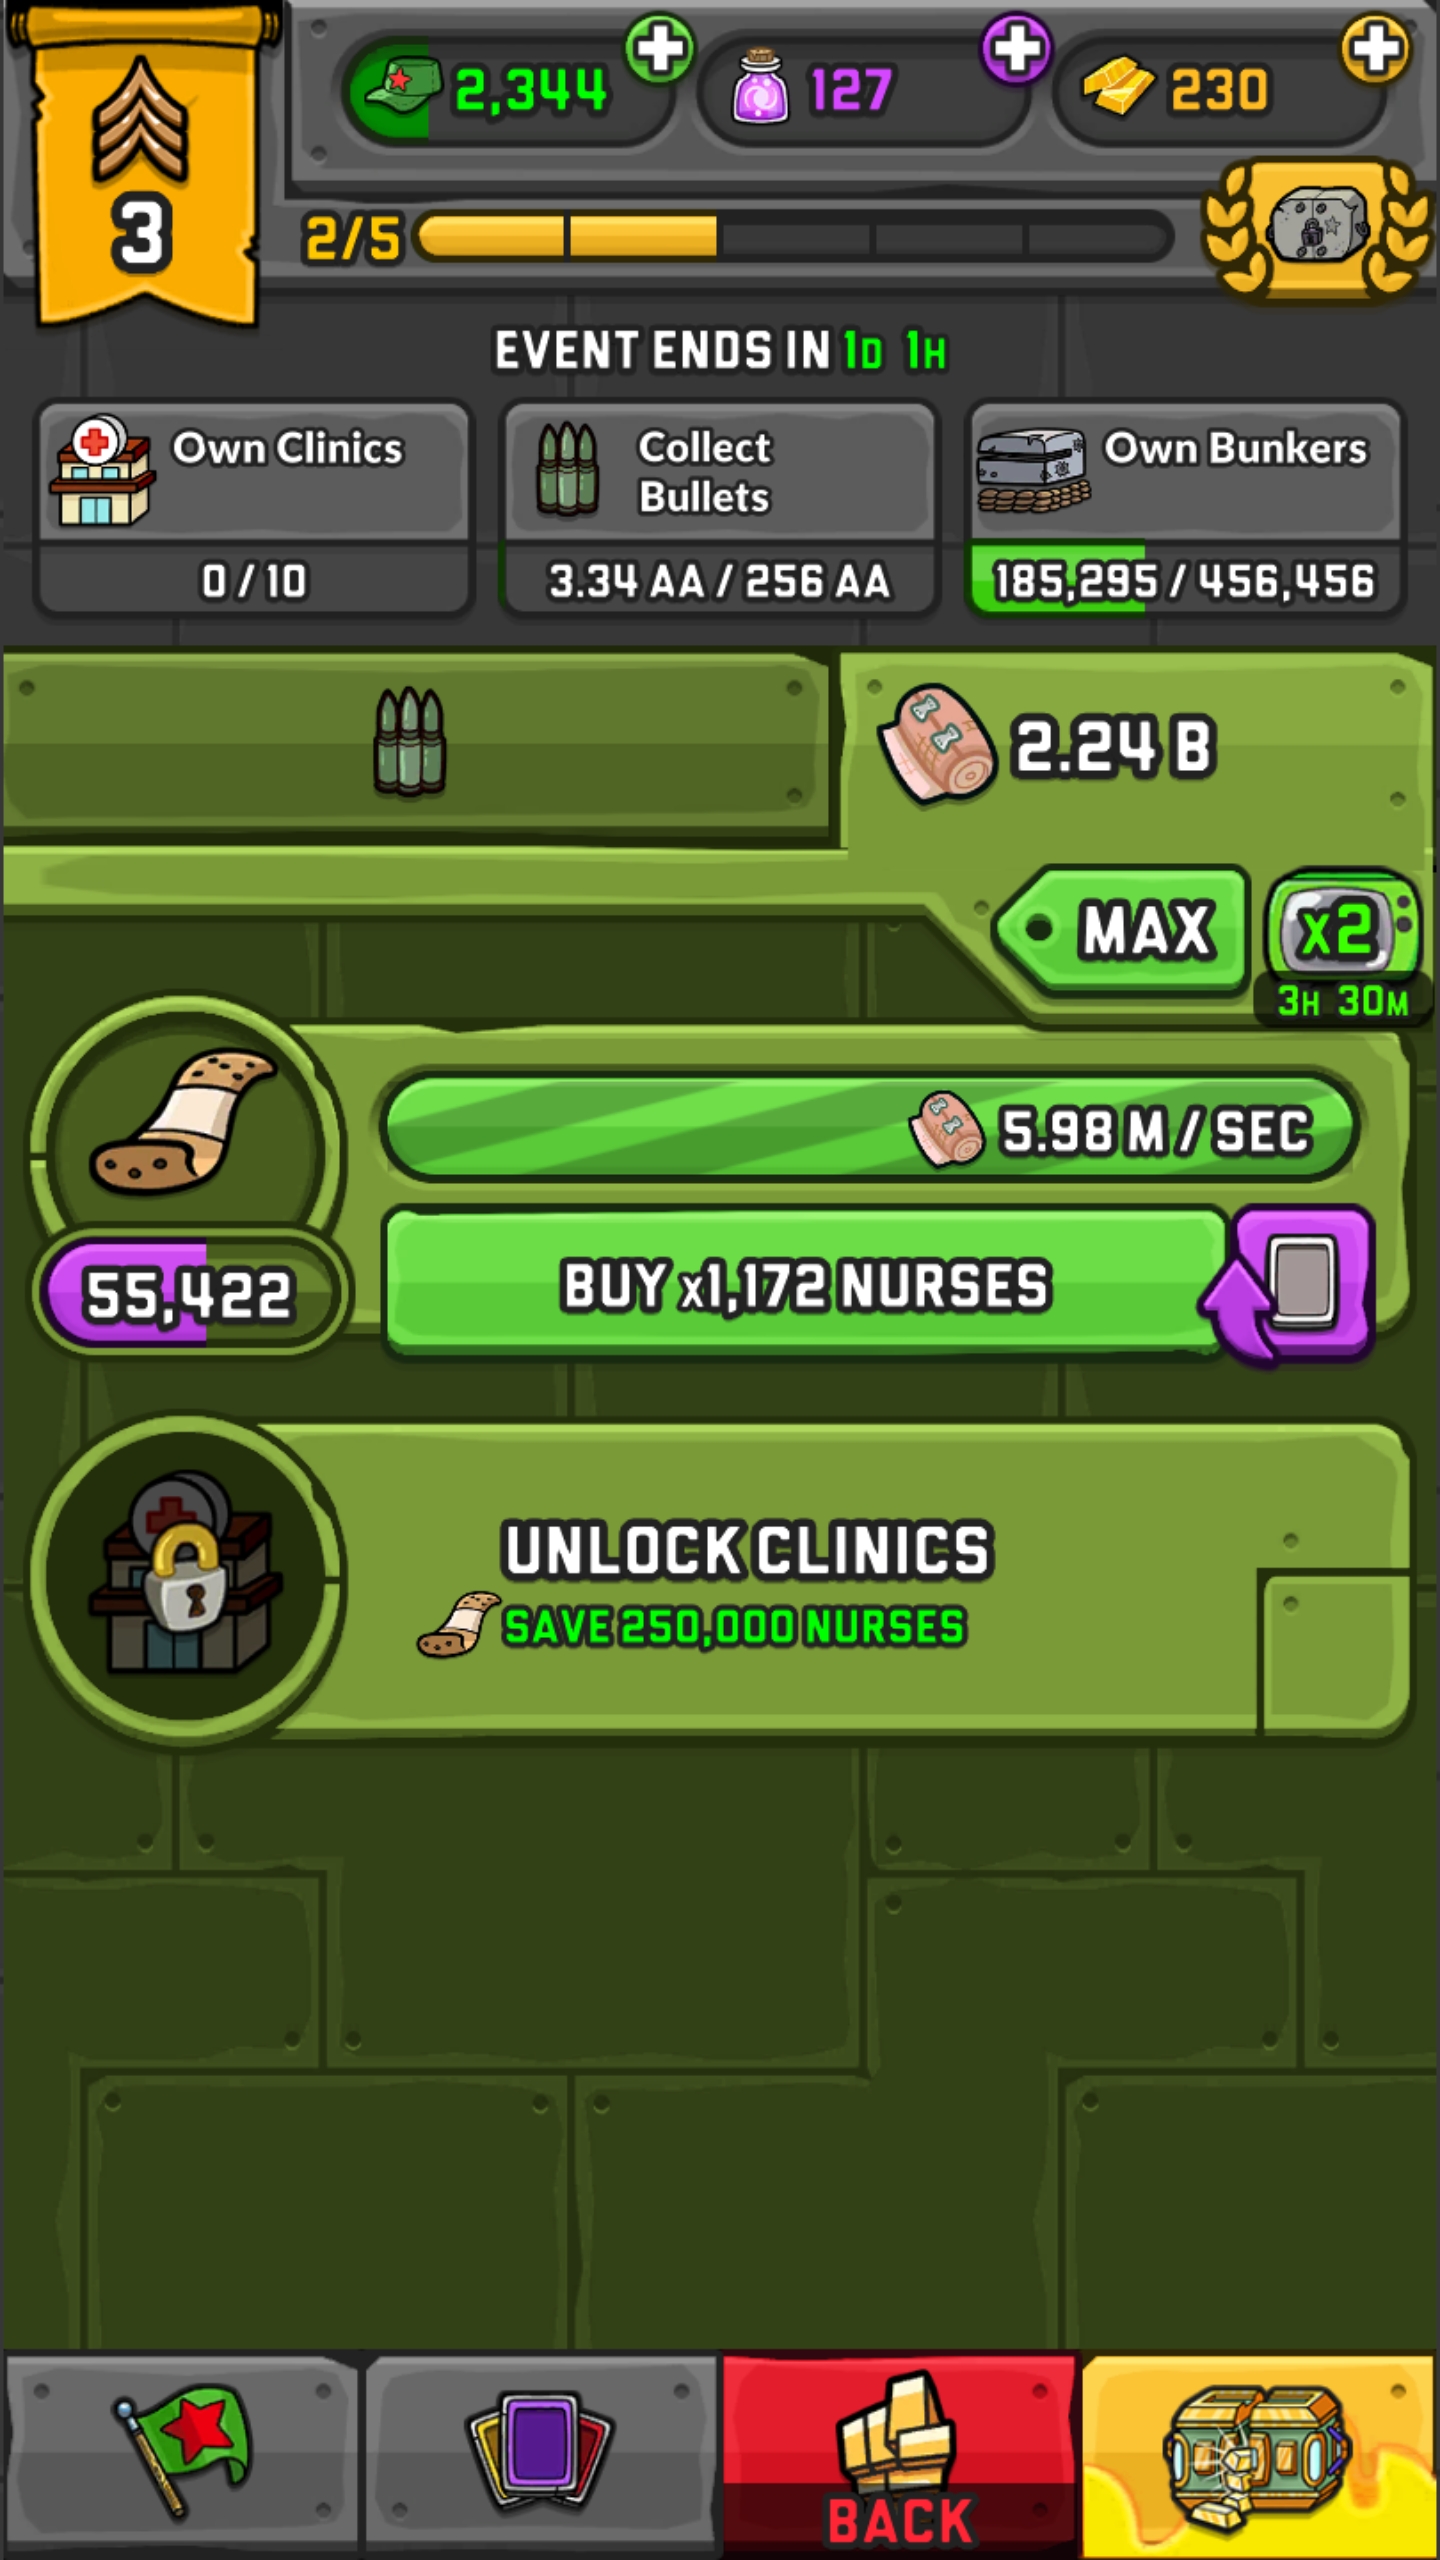 2,344
127
230
3
2/5
EVENT ENDS IN 1D 1H
Own Clinics
0 / 10
Collect
Bullets
3.34 AA / 256 AA
Own Bunkers
185,295 / 456,456
2.24 B
MAX
x2
3H 30M
5.98 M / SEC
55,422
BUY x1,172 NURSES
UNLOCK CLINICS
SAVE 250,000 NURSES
BACK